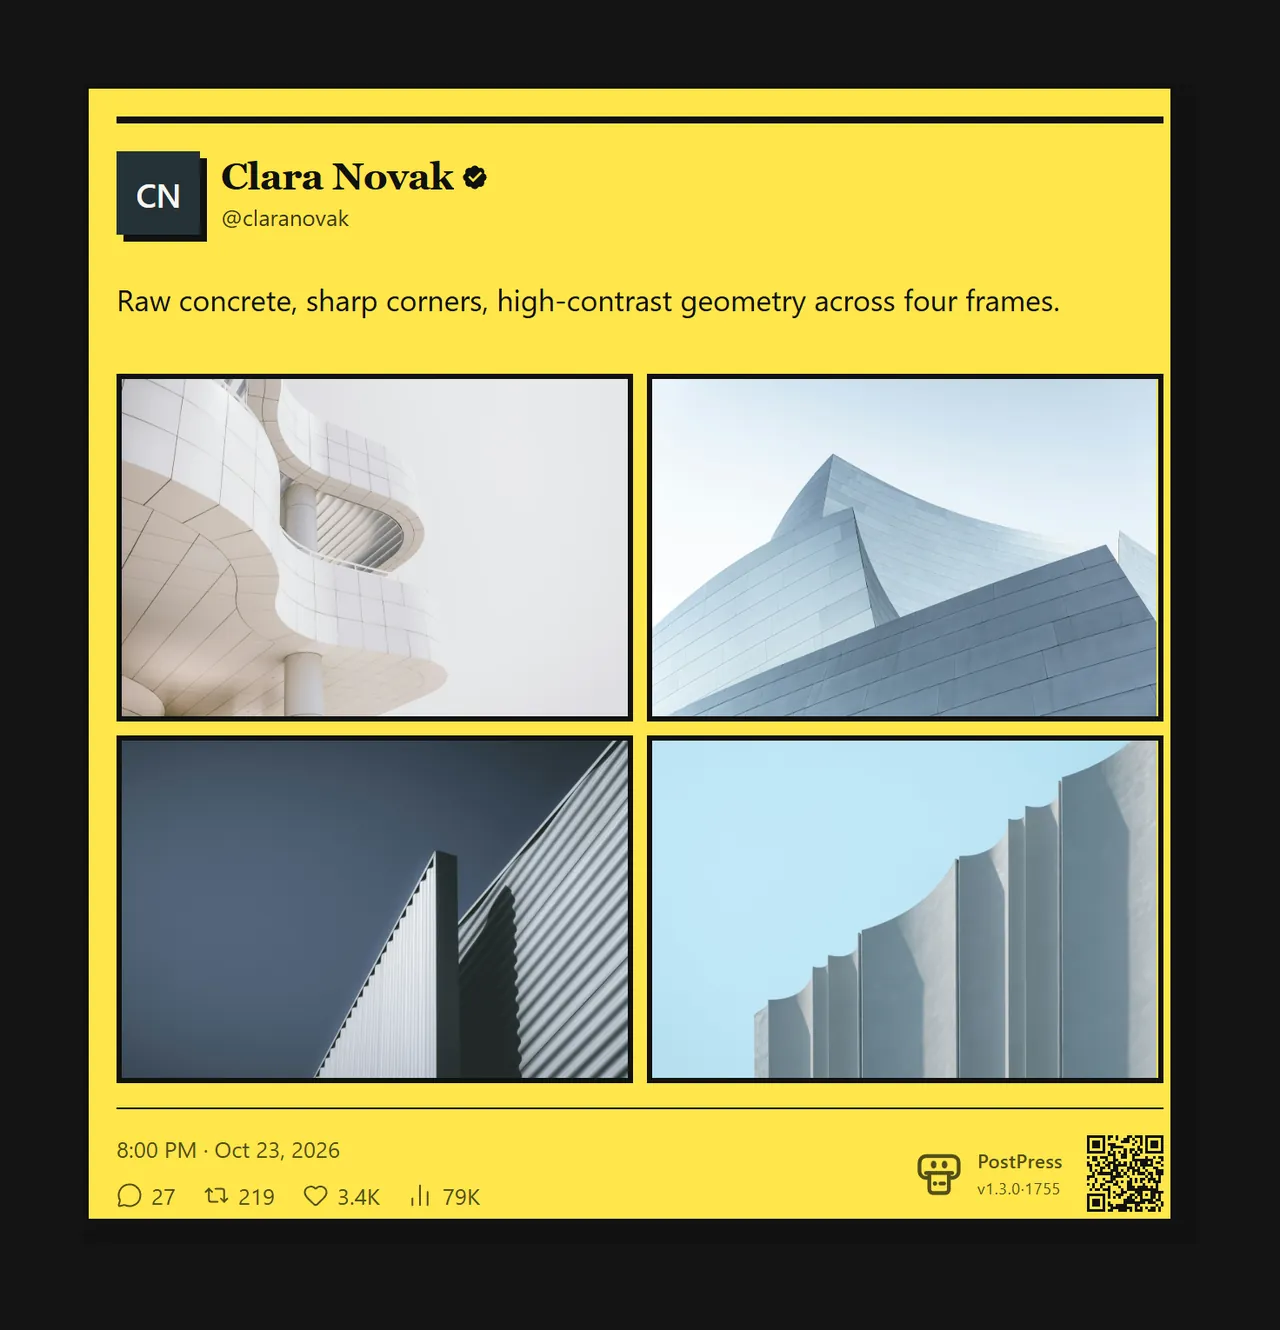 CN
Clara Novak
@claranovak
Raw concrete, sharp corners, high-contrast geometry across four frames.
8:00 PM · Oct 23, 2026
27 219 3.4K 79K
PostPress
v1.3.0·1755